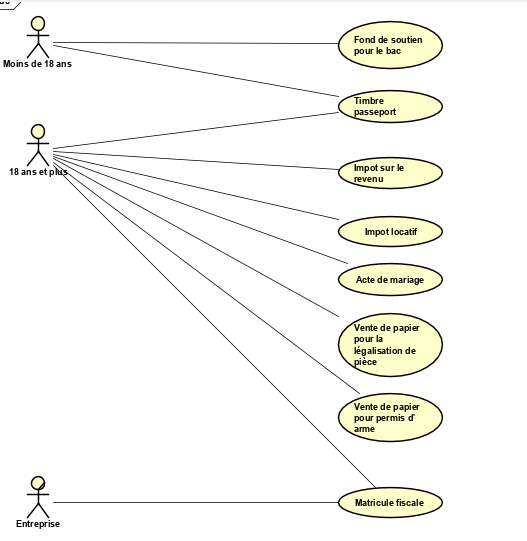 Moins de 18 ans
Fond de soutien
pour le bac
Timbre
passeport
18 ans et plus
Impot sur le
revenu
Impot locatif
Acte de mariage
Vente de papier
pour la
légalisation de
pièce
Vente de papier
pour permis d'
arme
Matricule fiscale
Entreprise